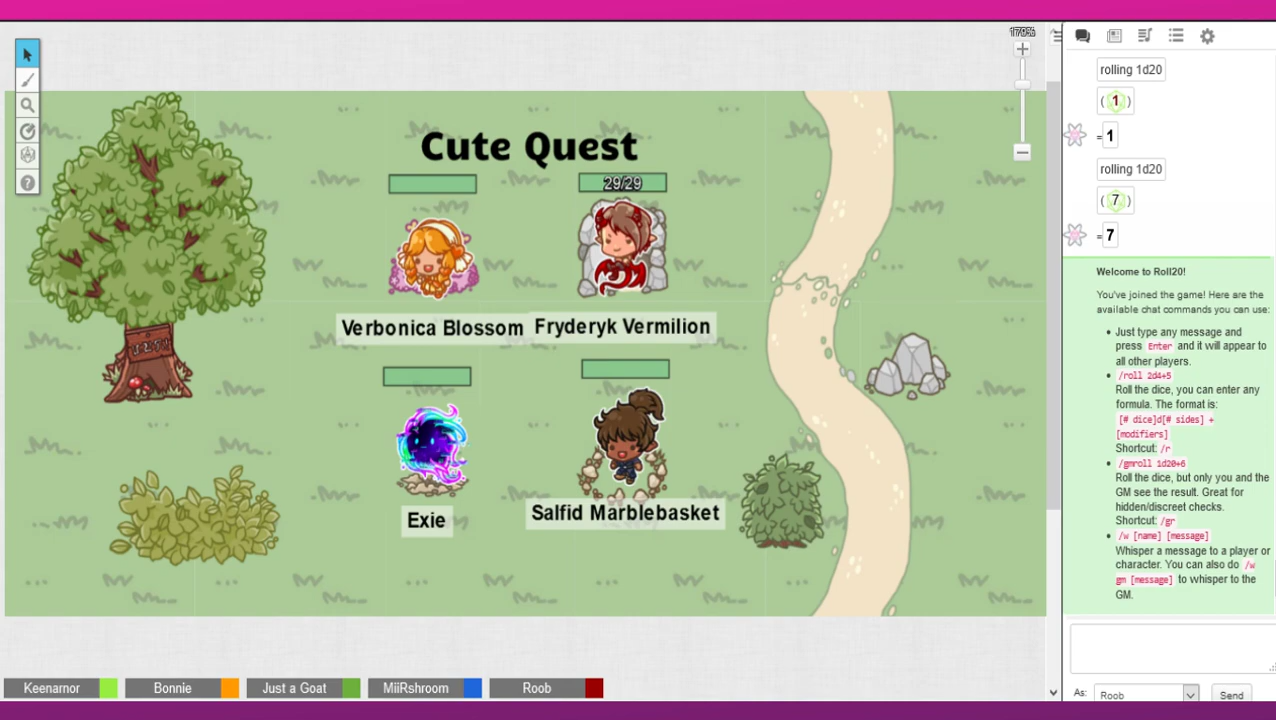 170%
Cute Quest
29/29
Verbonica Blossom
Fryderyk Vermilion
Exie
Salfid Marblebasket
Keenarnor
Bonnie
Just a Goat
MiiRshroom
Roob
rolling 1d20
(1)
=1
rolling 1d20
(7)
=7
Welcome to Roll20!
You've joined the game! Here are the
available chat commands you can use:
• Just type any message and
press Enter and it will appear to
all other players.
• /roll 2d4+5
Roll the dice, you can enter any
formula. The format is:
[# dice]d[# sides] +
[modifiers]
Shortcut: /r
• /gmroll 1d20+6
Roll the dice, but only you and the
GM see the result. Great for
hidden/discreet checks.
Shortcut: /gr
• /w [name] [message]
Whisper a message to a player or
character. You can also do /w
gm [message] to whisper to the
GM.
As: Roob
Send